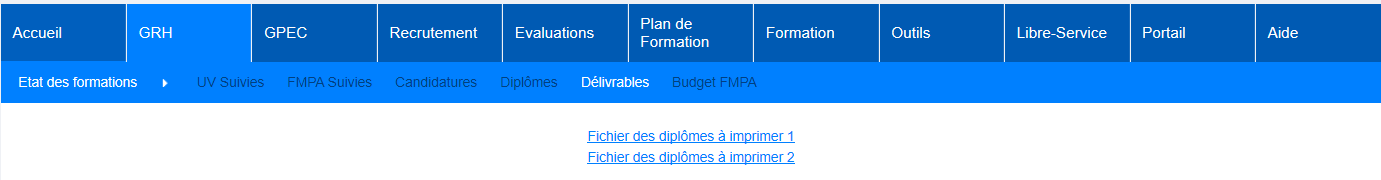 Accueil GRH GPEC Recrutement Evaluations Plan de Formation Formation Outils Libre-Service Portail Aide
Etat des formations UV Suivies FMPA Suivies Candidatures Diplômes Délivrables Budget FMPA
Fichier des diplômes à imprimer 1
Fichier des diplômes à imprimer 2